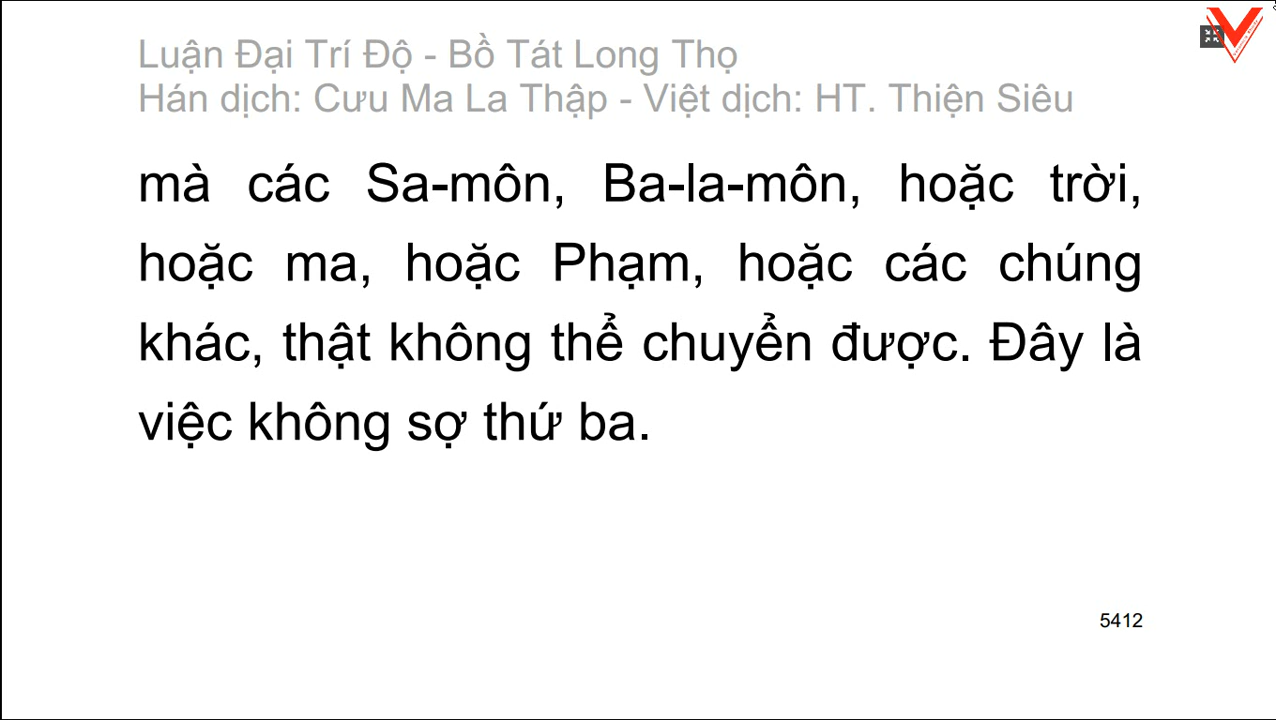 Luận Đại Trí Độ - Bồ Tát Long Thọ
Hán dịch: Cưu Ma La Thập - Việt dịch: HT. Thiện Siêu
mà các Sa-môn, Ba-la-môn, hoặc trời,
hoặc ma, hoặc Phạm, hoặc các chúng
khác, thật không thể chuyển được. Đây là
việc không sợ thứ ba.
5412